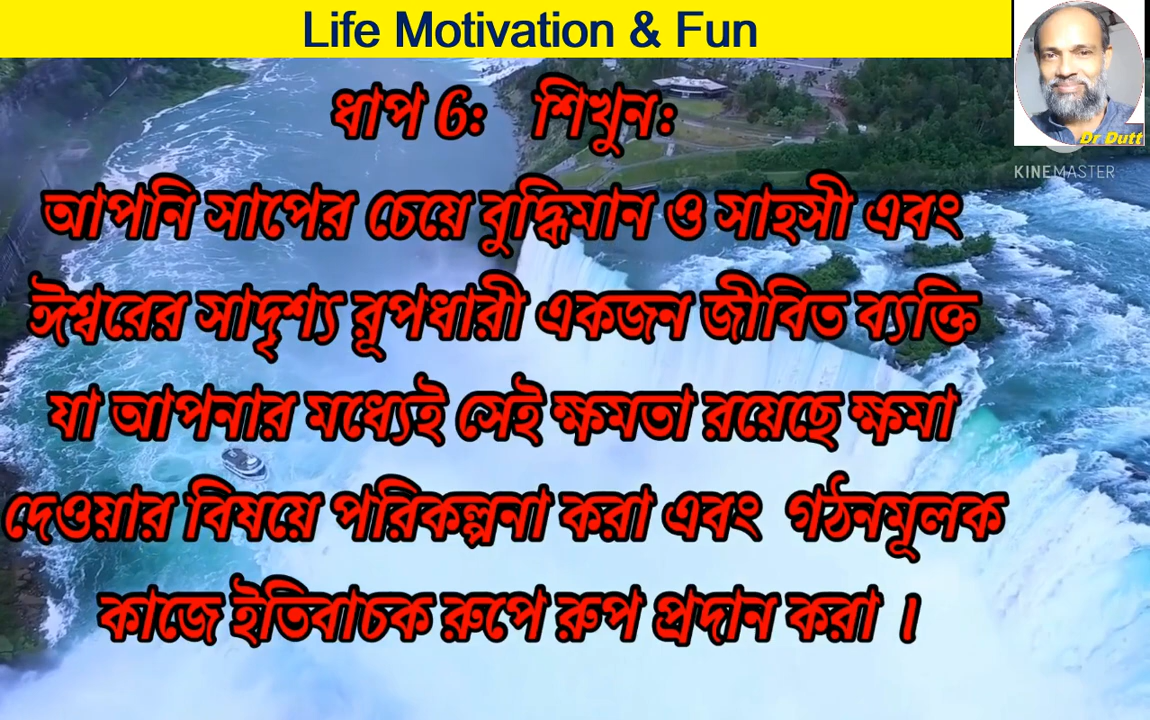 Life Motivation & Fun
Dr Dutt
KINEMASTER
ধাপ 6: শিখুন:
আপনি সাপের চেয়ে বুদ্ধিমান ও সাহসী এবং
ঈশ্বরের সাদৃশ্য রূপধারী একজন জীবিত ব্যক্তি
যা আপনার মধ্যেই সেই ক্ষমতা রয়েছে ক্ষমা
দেওয়ার বিষয়ে পরিকল্পনা করা এবং গঠনমূলক
কাজে ইতিবাচক রুপে রুপ প্রদান করা ।